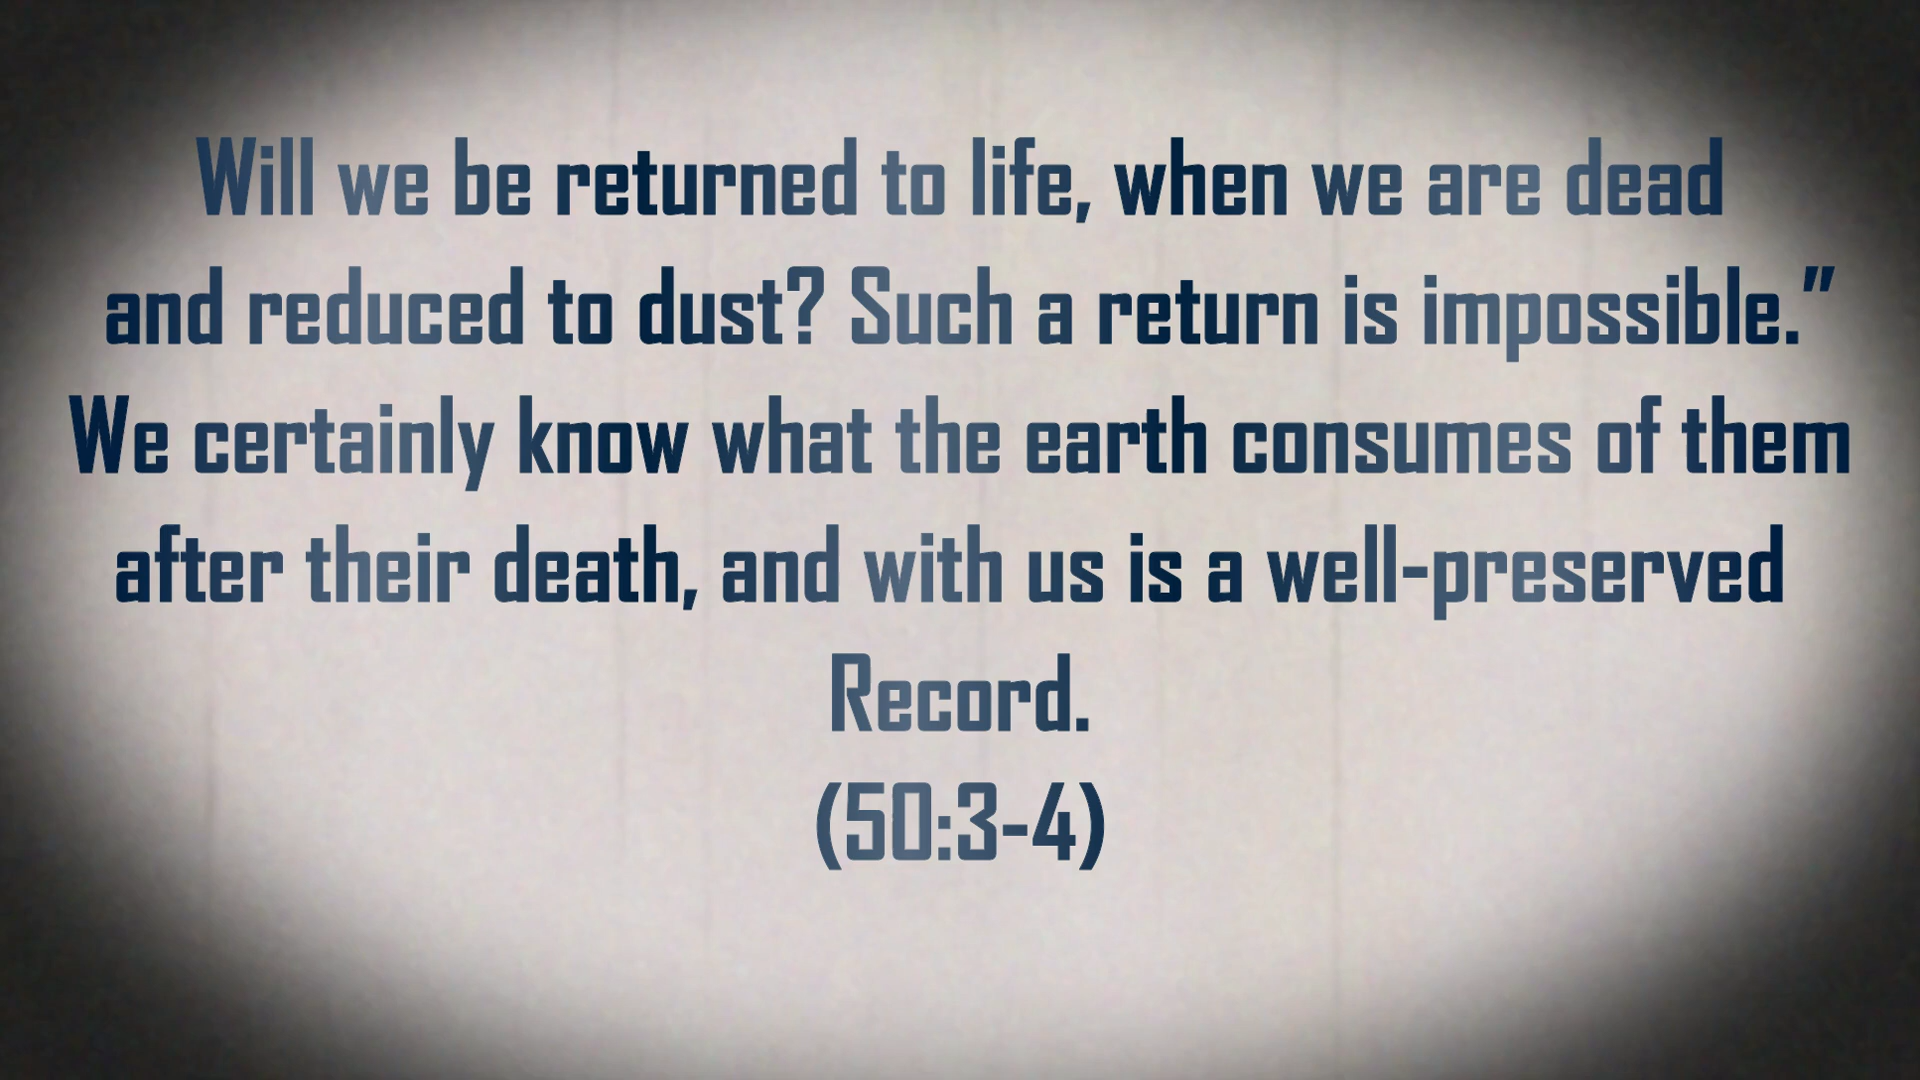 Will we be returned to life, when we are dead
and reduced to dust? Such a return is impossible.”
We certainly know what the earth consumes of them
after their death, and with us is a well-preserved
Record.
(50:3-4)